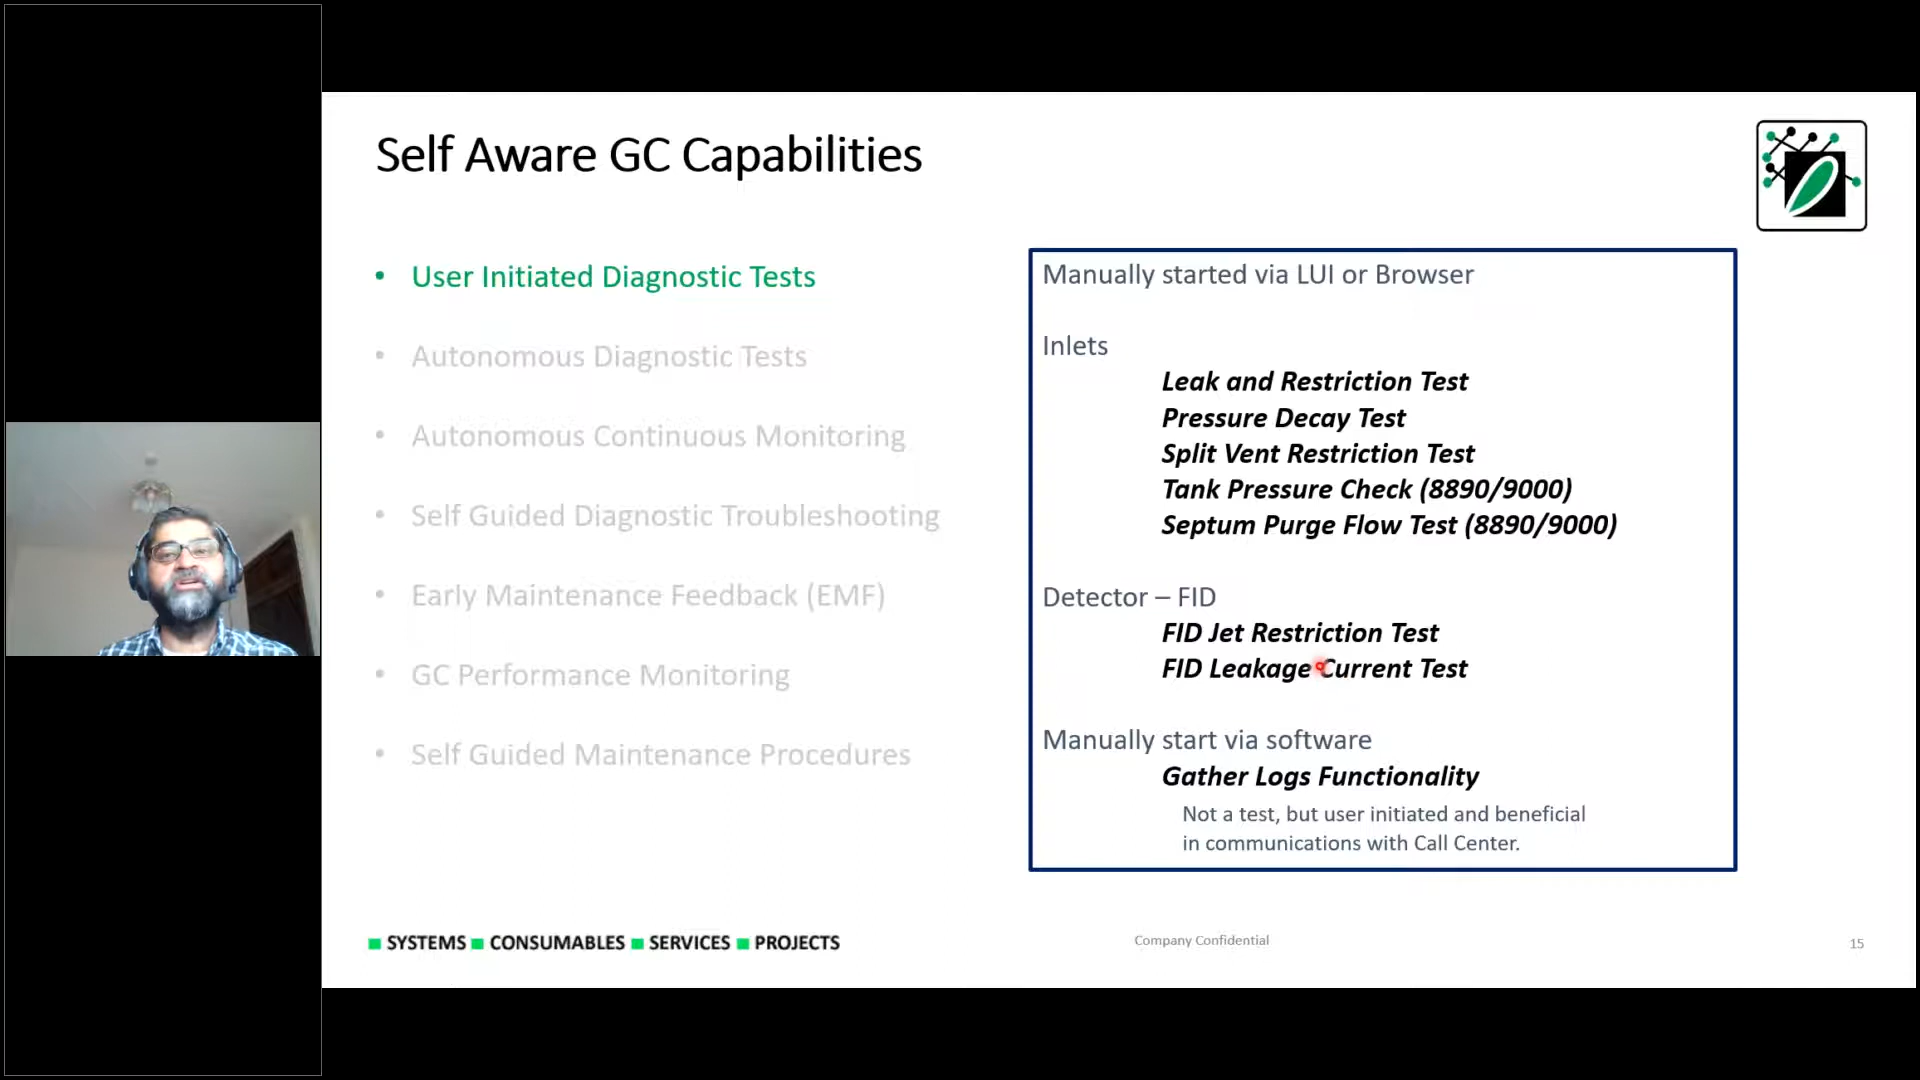 Self Aware GC Capabilities
• User Initiated Diagnostic Tests
• Autonomous Diagnostic Tests
• Autonomous Continuous Monitoring
• Self Guided Diagnostic Troubleshooting
• Early Maintenance Feedback (EMF)
• GC Performance Monitoring
• Self Guided Maintenance Procedures
Manually started via LUI or Browser
Inlets
Leak and Restriction Test
Pressure Decay Test
Split Vent Restriction Test
Tank Pressure Check (8890/9000)
Septum Purge Flow Test (8890/9000)
Detector – FID
FID Jet Restriction Test
FID Leakage Current Test
Manually start via software
Gather Logs Functionality
Not a test, but user initiated and beneficial
in communications with Call Center.
SYSTEMS CONSUMABLES SERVICES PROJECTS
Company Confidential
15